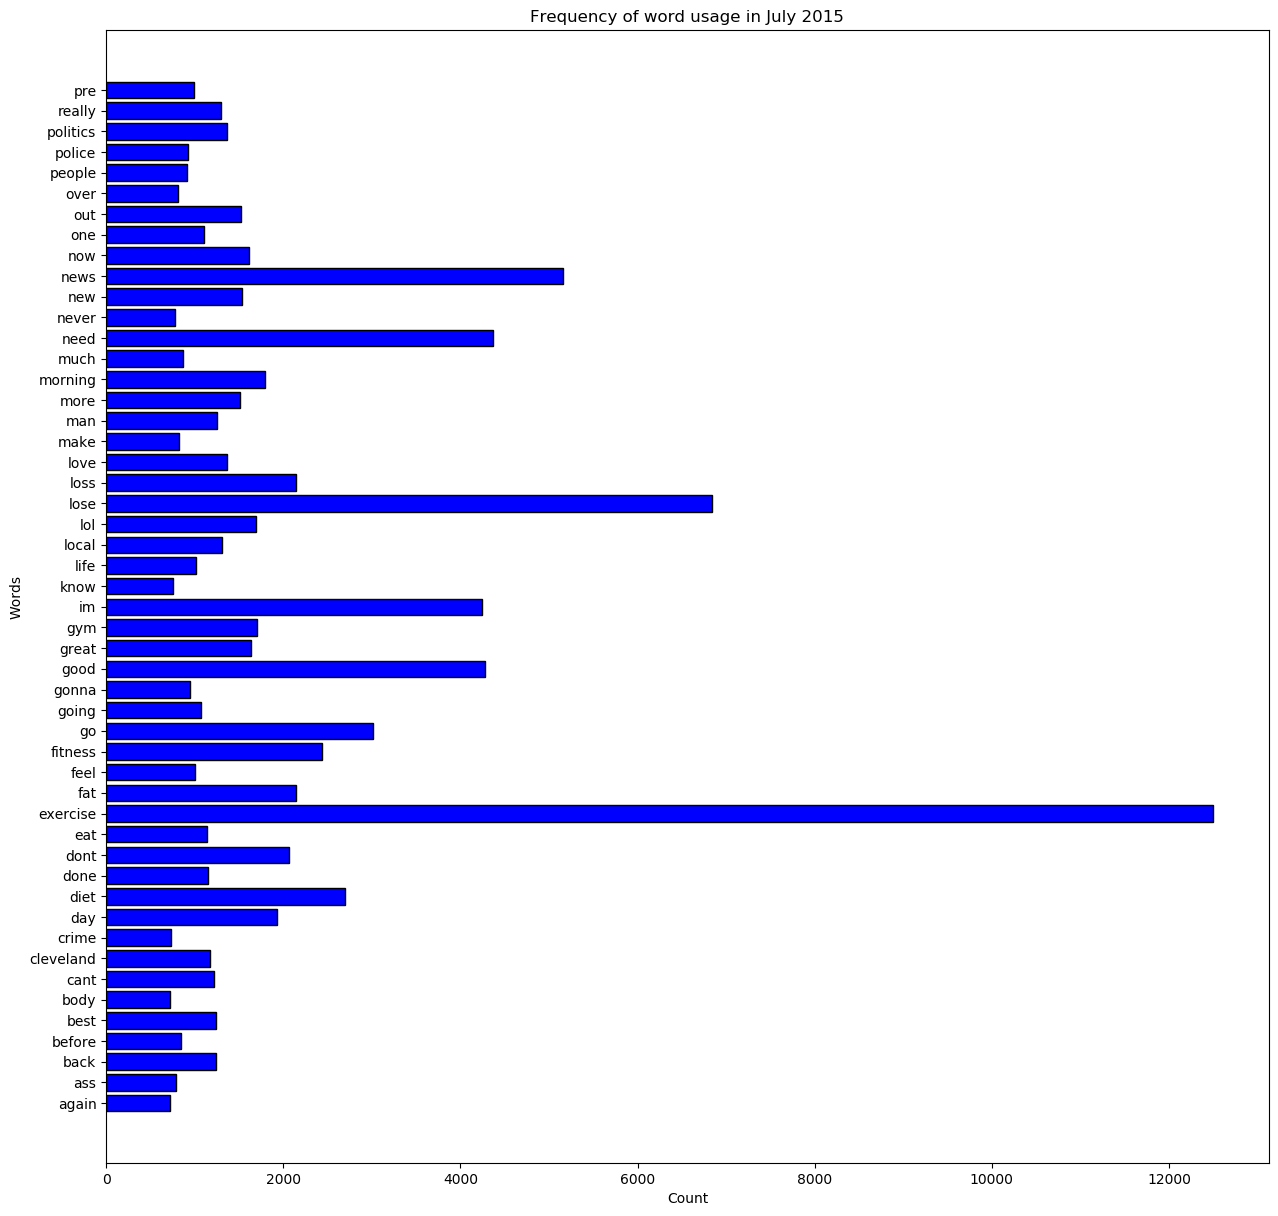 Frequency of word usage in July 2015
pre
really
politics
police
people
over
out
one
now
news
new
never
need
much
morning
more
man
make
love
loss
lose
lol
local
life
know
im
gym
great
good
gonna
going
go
fitness
feel
fat
exercise
eat
dont
done
diet
day
crime
cleveland
cant
body
best
before
back
ass
again
Words
0 2000 4000 6000 8000 10000 12000
Count